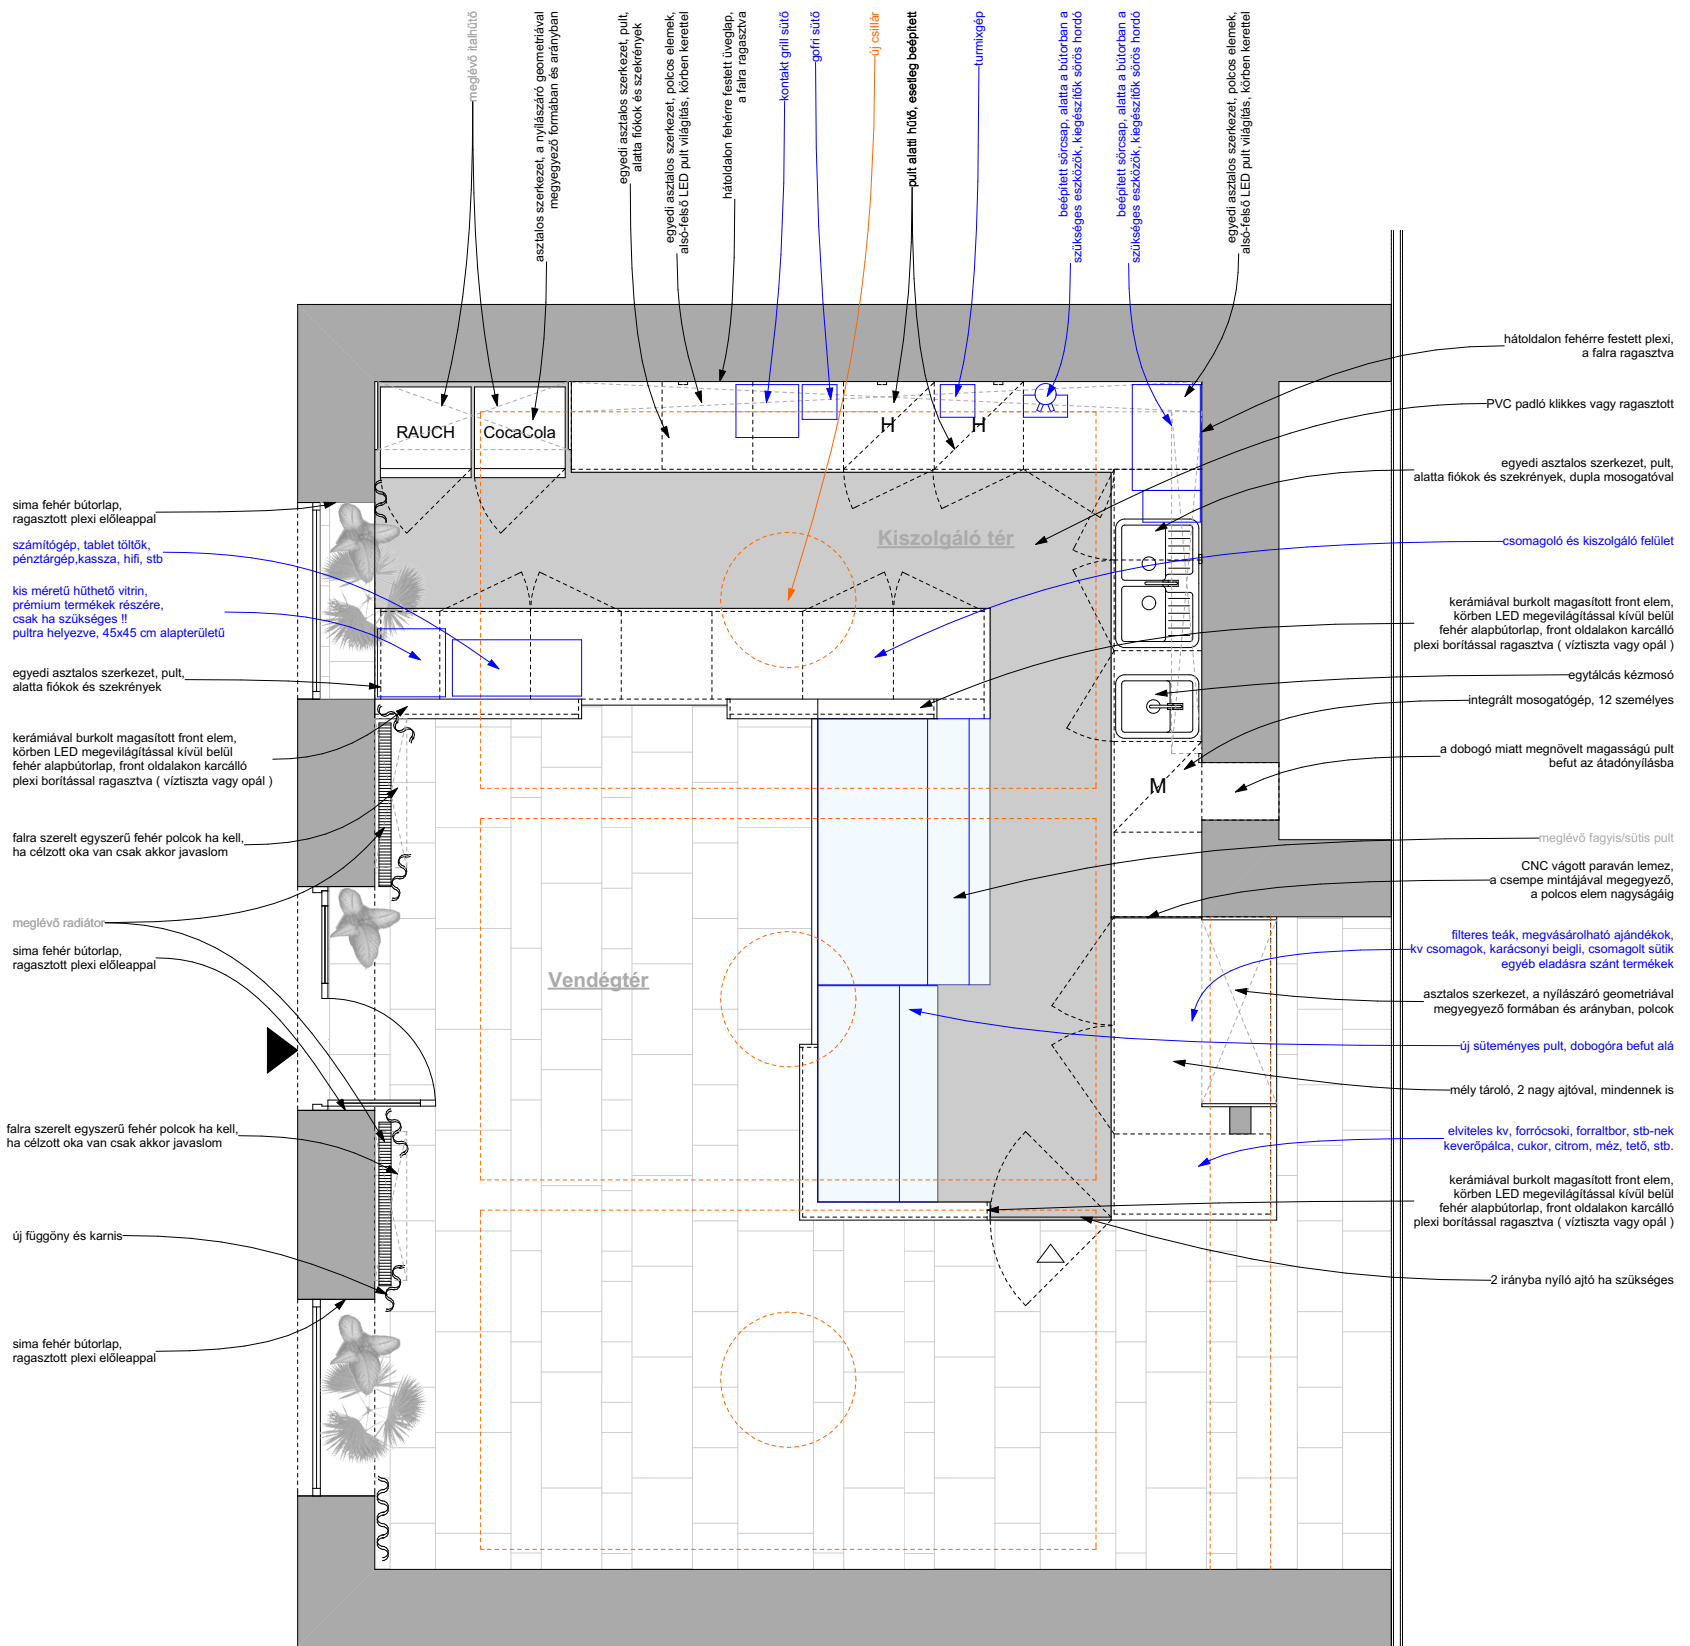 meglévő italhűtő
asztalos szerkezet, a nyílászáró geometriával
megyegyező formában és arányban
egyedi asztalos szerkezet, pult,
alatta fiókok és szekrények
egyedi asztalos szerkezet, polcos elemek,
alsó-felső LED pult világítás, körben kerettel
hátoldalon fehérre festett üveglap,
a falra ragasztva
kontakt grill sütő
gofri sütő
új csillár
pult alatti hűtő, esetleg beépített
turmixgép
beépített sörcsap, alatta a bútorban a
szükséges eszközök, kiegészítők sörös hordó
beépített sörcsap, alatta a bútorban a
szükséges eszközök, kiegészítők sörös hordó
egyedi asztalos szerkezet, polcos elemek,
alsó-felső LED pult világítás, körben kerettel
RAUCH
CocaCola
H
H
Kiszolgáló tér
M
Vendégtér
sima fehér bútorlap,
ragasztott plexi előleappal
számítógép, tablet töltők,
pénztárgép,kassza, hifi, stb
kis méretű hűthető vitrin,
prémium termékek részére,
csak ha szükséges !!
pultra helyezve, 45x45 cm alapterületű
egyedi asztalos szerkezet, pult,
alatta fiókok és szekrények
kerámiával burkolt magasított front elem,
körben LED megevilágítással kívül belül
fehér alapbútorlap, front oldalakon karcálló
plexi borítással ragasztva ( víztiszta vagy opál )
falra szerelt egyszerű fehér polcok ha kell,
ha célzott oka van csak akkor javaslom
meglévő radiátor
sima fehér bútorlap,
ragasztott plexi előleappal
falra szerelt egyszerű fehér polcok ha kell,
ha célzott oka van csak akkor javaslom
új függöny és karnis
sima fehér bútorlap,
ragasztott plexi előleappal
hátoldalon fehérre festett plexi,
a falra ragasztva
PVC padló klikkes vagy ragasztott
egyedi asztalos szerkezet, pult,
alatta fiókok és szekrények, dupla mosogatóval
csomagoló és kiszolgáló felület
kerámiával burkolt magasított front elem,
körben LED megevilágítással kívül belül
fehér alapbútorlap, front oldalakon karcálló
plexi borítással ragasztva ( víztiszta vagy opál )
egytálcás kézmosó
integrált mosogatógép, 12 személyes
a dobogó miatt megnövelt magasságú pult
befut az átadónyílásba
meglévő fagyis/sütis pult
CNC vágott paraván lemez,
a csempe mintájával megegyező,
a polcos elem nagyságáig
filteres teák, megvásárolható ajándékok,
kv csomagok, karácsonyi beigli, csomagolt sütik
egyéb eladásra szánt termékek
asztalos szerkezet, a nyílászáró geometriával
megyegyező formában és arányban, polcok
új süteményes pult, dobogóra befut alá
mély tároló, 2 nagy ajtóval, mindennek is
elviteles kv, forrócsoki, forraltbor, stb-nek
keverőpálca, cukor, citrom, méz, tető, stb.
kerámiával burkolt magasított front elem,
körben LED megevilágítással kívül belül
fehér alapbútorlap, front oldalakon karcálló
plexi borítással ragasztva ( víztiszta vagy opál )
2 irányba nyíló ajtó ha szükséges